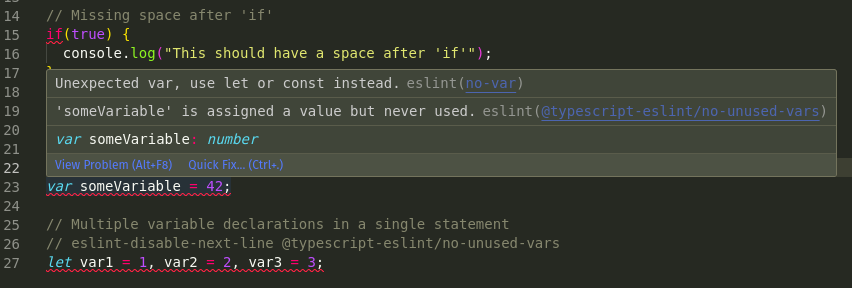 14 // Missing space after 'if'
15 if(true) {
16 console.log("This should have a space after 'if'");
17
Unexpected var, use let or const instead. eslint(no-var)
18
'someVariable' is assigned a value but never used. eslint(@typescript-eslint/no-unused-vars)
19
20
var someVariable: number
21
View Problem (Alt+F8) Quick Fix... (Ctrl+.)
22
23 var someVariable = 42;
24
25 // Multiple variable declarations in a single statement
26 // eslint-disable-next-line @typescript-eslint/no-unused-vars
27 let var1 = 1, var2 = 2, var3 = 3;